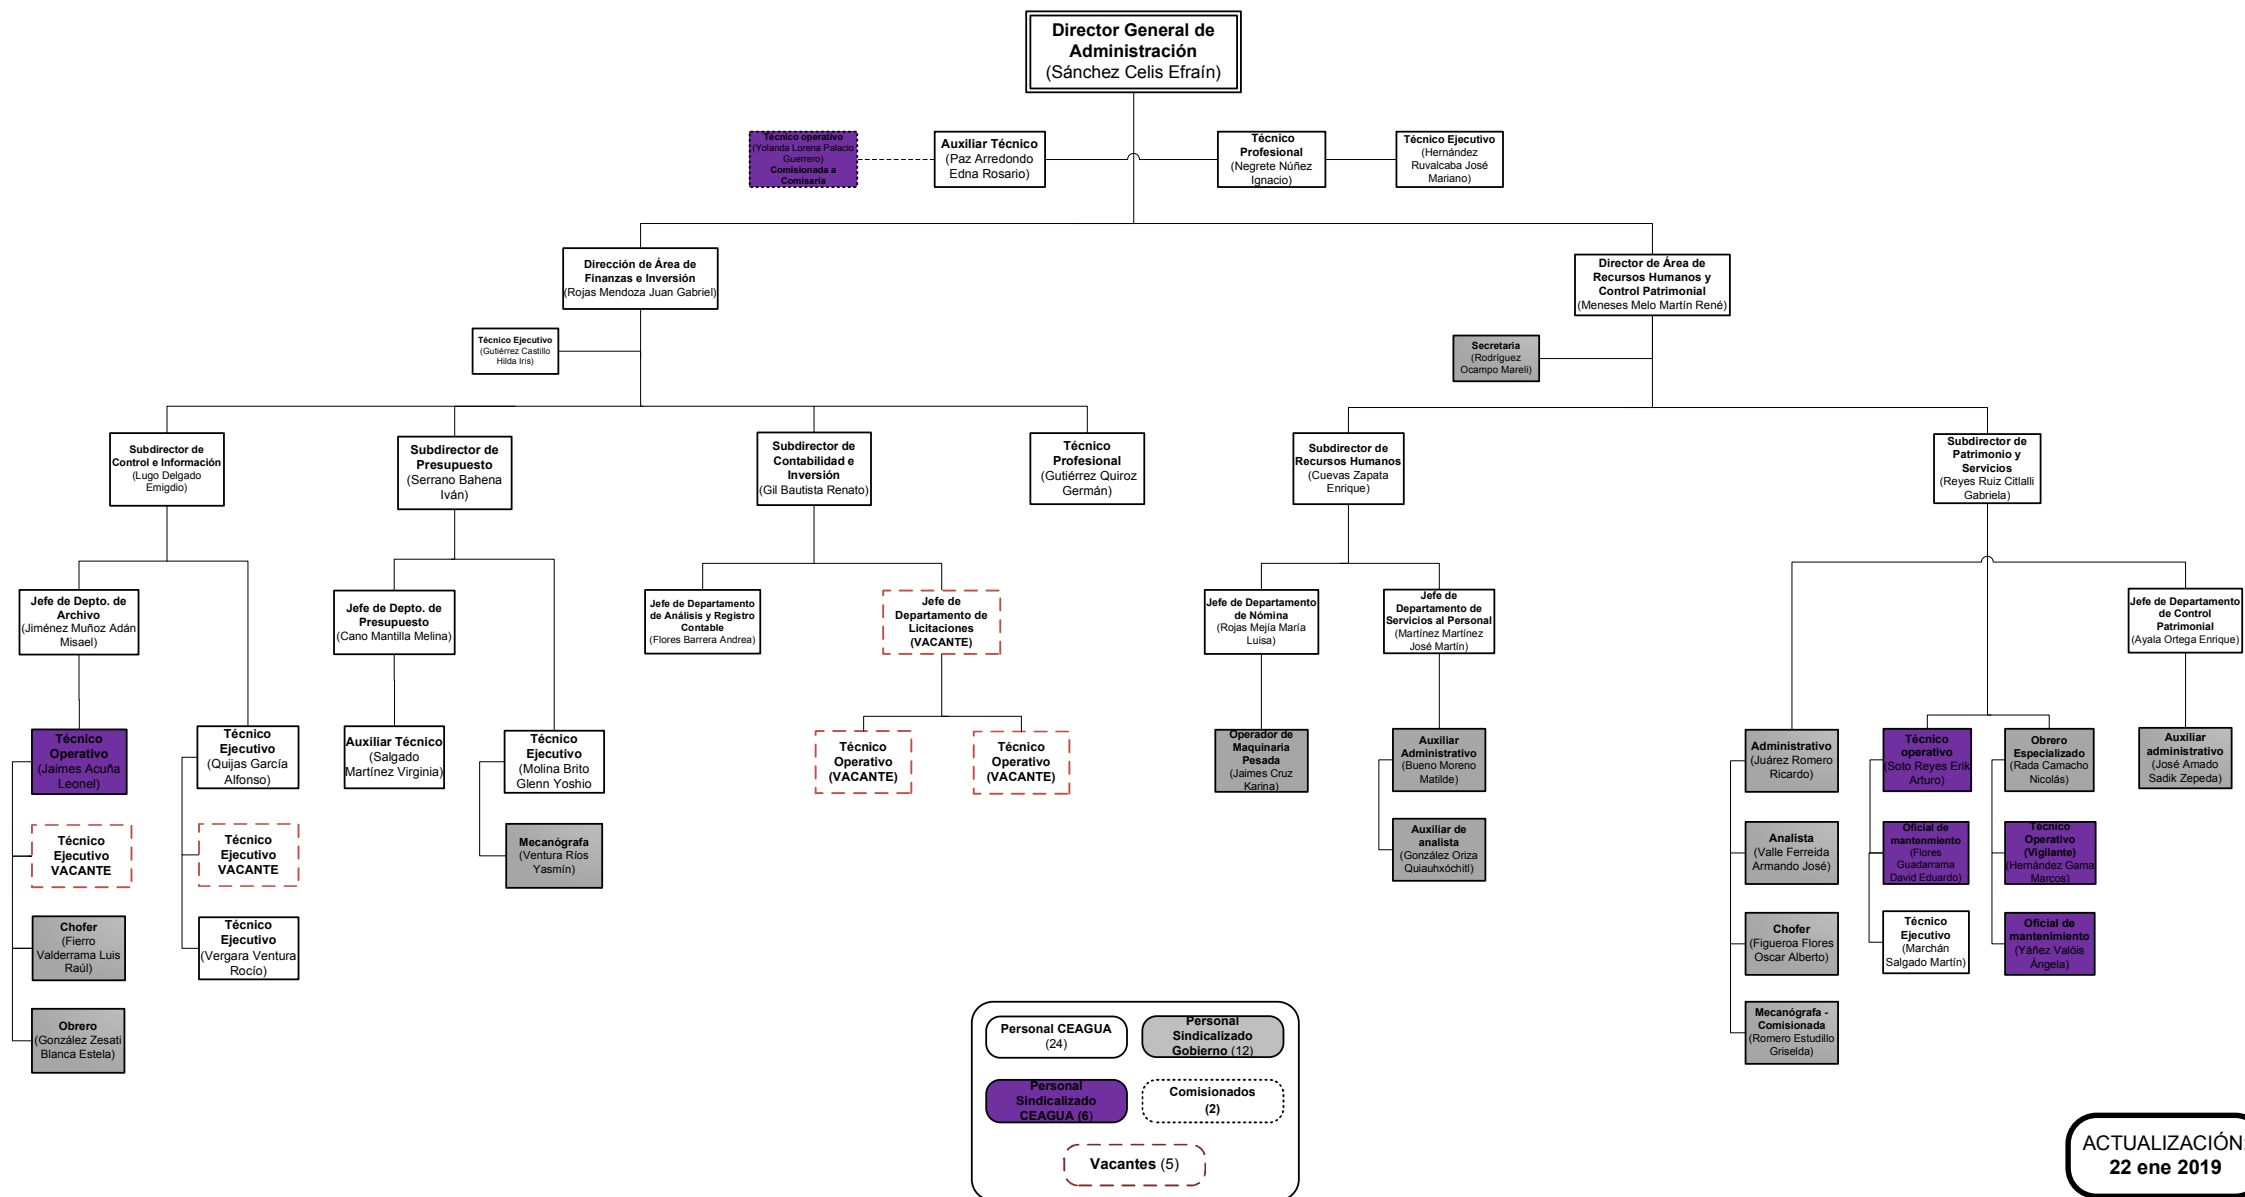 Director General de
Administración
(Sánchez Celis Efraín)
Técnico operativo
(Yolanda Lorena Palacio
Guerrero)
Comisionada a
Comisaría
Auxiliar Técnico
(Paz Arredondo
Edna Rosario)
Técnico
Profesional
(Negrete Núñez
Ignacio)
Técnico Ejecutivo
(Hernández
Ruvalcaba José
Mariano)
Dirección de Área de
Finanzas e Inversión
(Rojas Mendoza Juan Gabriel)
Director de Área de
Recursos Humanos y
Control Patrimonial
(Meneses Melo Martín René)
Técnico Ejecutivo
(Gutiérrez Castillo
Hilda Iris)
Secretaria
(Rodríguez
Ocampo Mareli)
Subdirector de
Control e Información
(Lugo Delgado
Emigdio)
Subdirector de
Presupuesto
(Serrano Bahena
Iván)
Subdirector de
Contabilidad e
Inversión
(Gil Bautista Renato)
Técnico
Profesional
(Gutiérrez Quiroz
Germán)
Subdirector de
Recursos Humanos
(Cuevas Zapata
Enrique)
Subdirector de
Patrimonio y
Servicios
(Reyes Ruiz Citlalli
Gabriela)
Jefe de Depto. de
Archivo
(Jiménez Muñoz Adán
Misael)
Jefe de Depto. de
Presupuesto
(Cano Mantilla Melina)
Jefe de Departamento
de Análisis y Registro
Contable
(Flores Barrera Andrea)
Jefe de
Departamento de
Licitaciones
(VACANTE)
Jefe de Departamento
de Nómina
(Rojas Mejía María
Luisa)
Jefe de
Departamento de
Servicios al Personal
(Martínez Martínez
José Martín)
Jefe de Departamento
de Control
Patrimonial
(Ayala Ortega Enrique)
Técnico
Operativo
(Jaimes Acuña
Leonel)
Técnico
Ejecutivo
(Quijas García
Alfonso)
Auxiliar Técnico
(Salgado
Martínez Virginia)
Técnico
Ejecutivo
(Molina Brito
Glenn Yoshio
Técnico
Operativo
(VACANTE)
Técnico
Operativo
(VACANTE)
Operador de
Maquinaria
Pesada
(Jaimes Cruz
Karina)
Auxiliar
Administrativo
(Bueno Moreno
Matilde)
Administrativo
(Juárez Romero
Ricardo)
Técnico
operativo
(Soto Reyes Erik
Arturo)
Obrero
Especializado
(Rada Camacho
Nicolás)
Auxiliar
administrativo
(José Amado
Sadik Zepeda)
Técnico
Ejecutivo
VACANTE
Técnico
Ejecutivo
VACANTE
Mecanógrafa
(Ventura Ríos
Yasmín)
Auxiliar de
analista
(González Oriza
Quiauhxóchitl)
Analista
(Valle Ferreida
Armando José)
Oficial de
mantenmiento
(Flores
Guadarrama
David Eduardo)
Técnico
Operativo
(Vigilante)
(Hernández Gama
Marcos)
Chofer
(Fierro
Valderrama Luis
Raúl)
Técnico
Ejecutivo
(Vergara Ventura
Rocío)
Chofer
(Figueroa Flores
Oscar Alberto)
Técnico
Ejecutivo
(Marchán
Salgado Martín)
Oficial de
mantenimiento
(Yáñez Valóis
Ángela)
Obrero
(González Zesati
Blanca Estela)
Mecanógrafa -
Comisionada
(Romero Estudillo
Griselda)
Personal CEAGUA
(24)
Personal
Sindicalizado
Gobierno (12)
Personal
Sindicalizado
CEAGUA (6)
Comisionados
(2)
Vacantes (5)
ACTUALIZACIÓN:
22 ene 2019